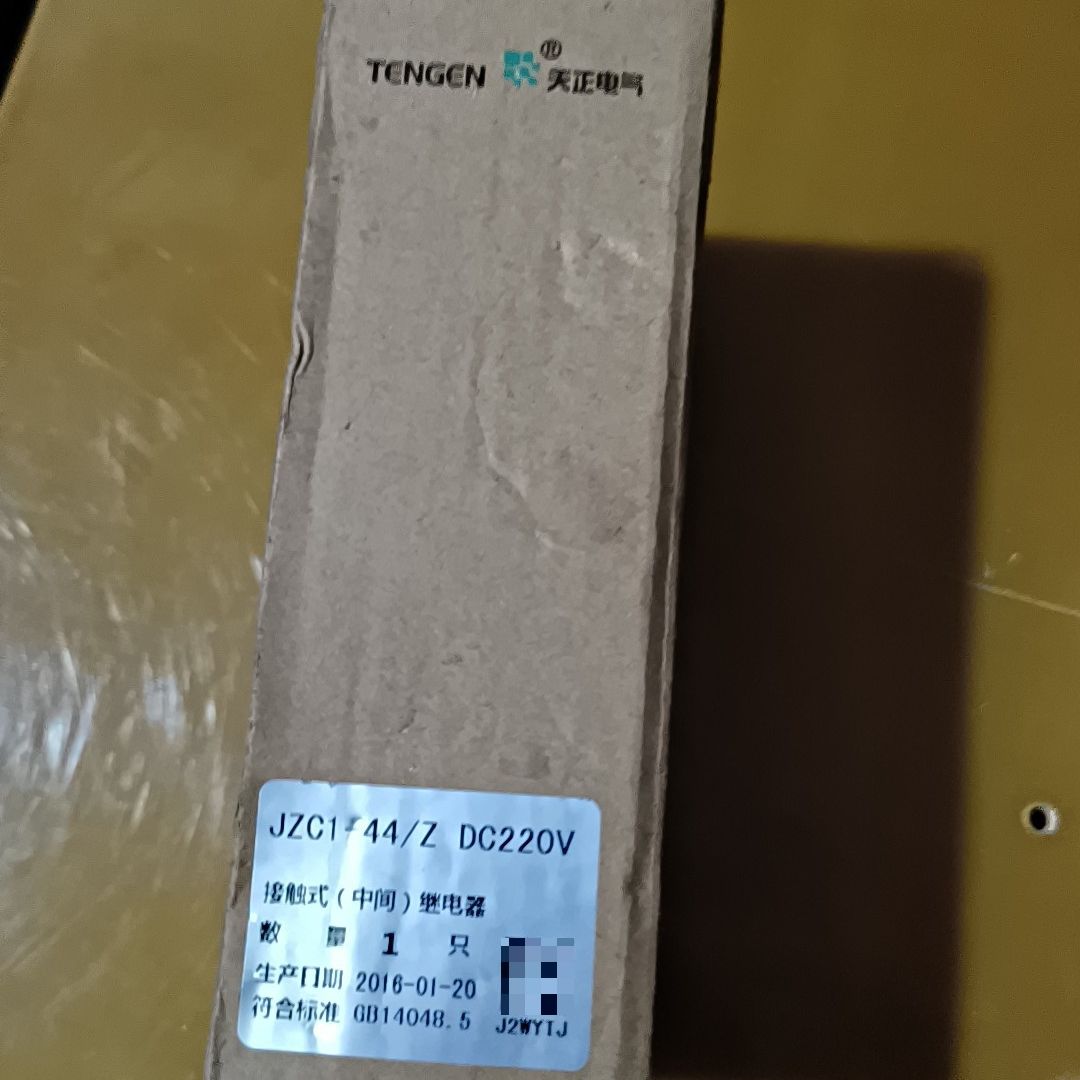 TENGEN ® 天正电气
JZC1-44/Z DC220V
接触式(中间)继电器
数 量 1 只
生产日期 2016-01-20
符合标准 GB14048.5 J2WYTJ